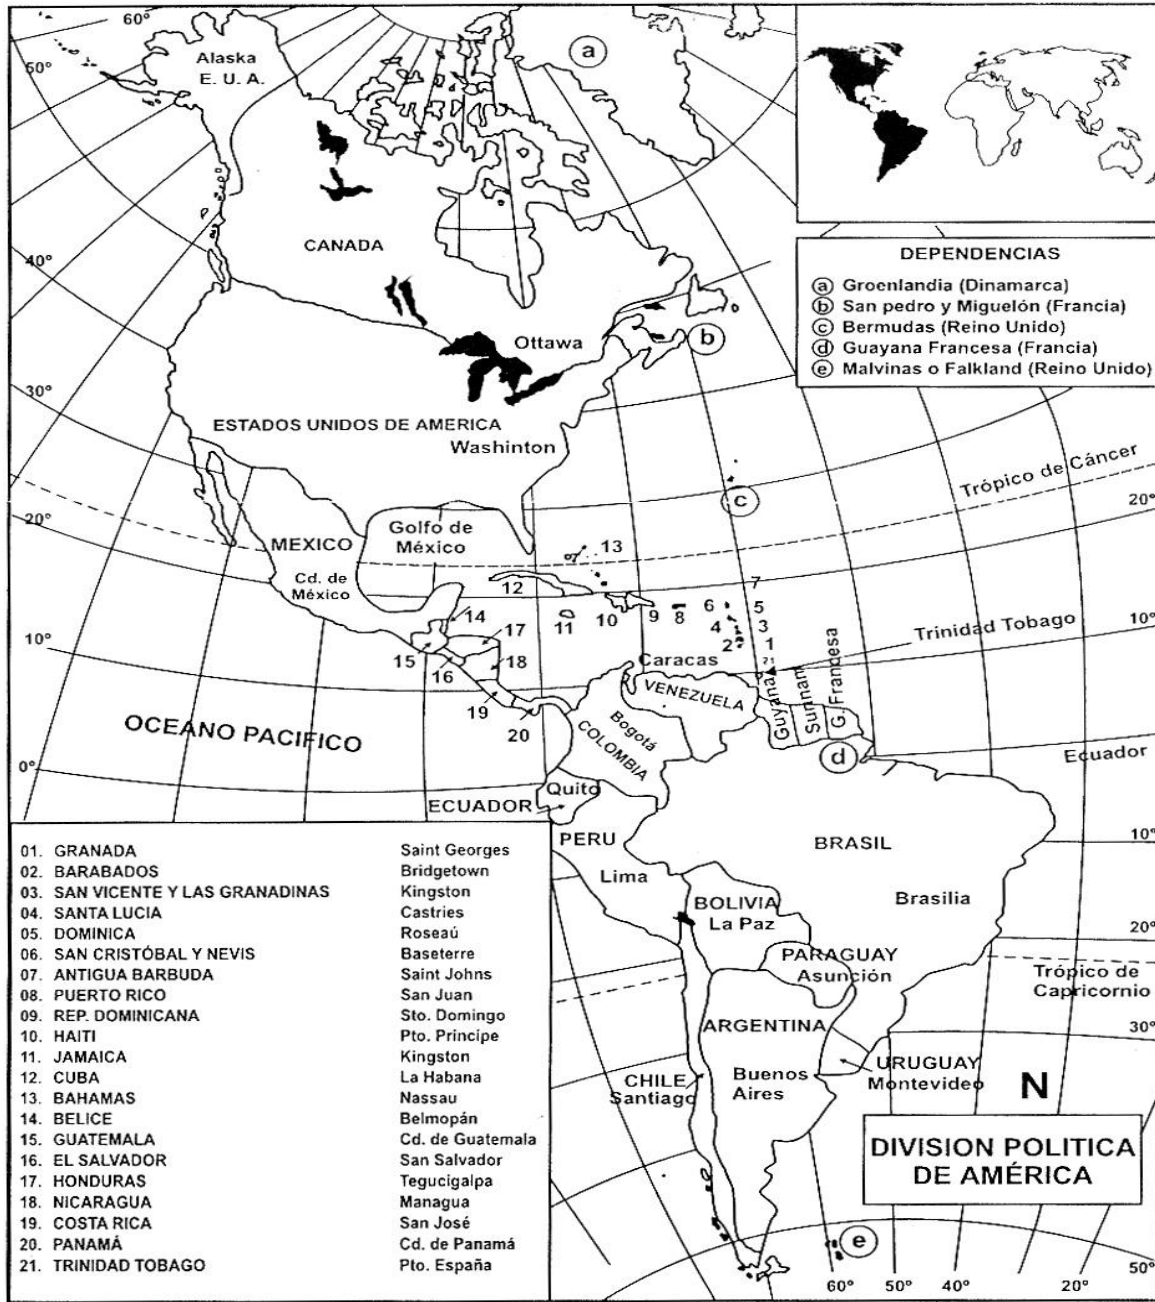 60°
50°
40°
30°
20°
10°
0°
Alaska
E. U. A.
a
CANADA
Ottawa
b
ESTADOS UNIDOS DE AMERICA
Washinton
DEPENDENCIAS
a Groenlandia (Dinamarca)
b San pedro y Miguelón (Francia)
c Bermudas (Reino Unido)
d Guayana Francesa (Francia)
e Malvinas o Falkland (Reino Unido)
Trópico de Cáncer
20°
c
Golfo de
México
MEXICO
Cd. de
México
13
12
7
14
11
10
9
8
6
5
4
3
2
1
21
17
15
16
18
19
20
Trinidad Tobago
10°
Caracas
VENEZUELA
Guyana
Surinam
G. Francesa
Bogotá
COLOMBIA
d
Ecuador
OCEANO PACIFICO
Quito
ECUADOR
PERU
Lima
BRASIL
Brasilia
10°
BOLIVIA
La Paz
20°
PARAGUAY
Asunción
Trópico de
Capricornio
ARGENTINA
30°
URUGUAY
Montevideo
CHILE
Santiago
Buenos
Aires
N
DIVISION POLITICA
DE AMÉRICA
e
60°
50°
40°
20°
50°
01. GRANADA Saint Georges
02. BARABADOS Bridgetown
03. SAN VICENTE Y LAS GRANADINAS Kingston
04. SANTA LUCIA Castries
05. DOMINICA Roseaú
06. SAN CRISTÓBAL Y NEVIS Baseterre
07. ANTIGUA BARBUDA Saint Johns
08. PUERTO RICO San Juan
09. REP. DOMINICANA Sto. Domingo
10. HAITI Pto. Príncipe
11. JAMAICA Kingston
12. CUBA La Habana
13. BAHAMAS Nassau
14. BELICE Belmopán
15. GUATEMALA Cd. de Guatemala
16. EL SALVADOR San Salvador
17. HONDURAS Tegucigalpa
18. NICARAGUA Managua
19. COSTA RICA San José
20. PANAMÁ Cd. de Panamá
21. TRINIDAD TOBAGO Pto. España